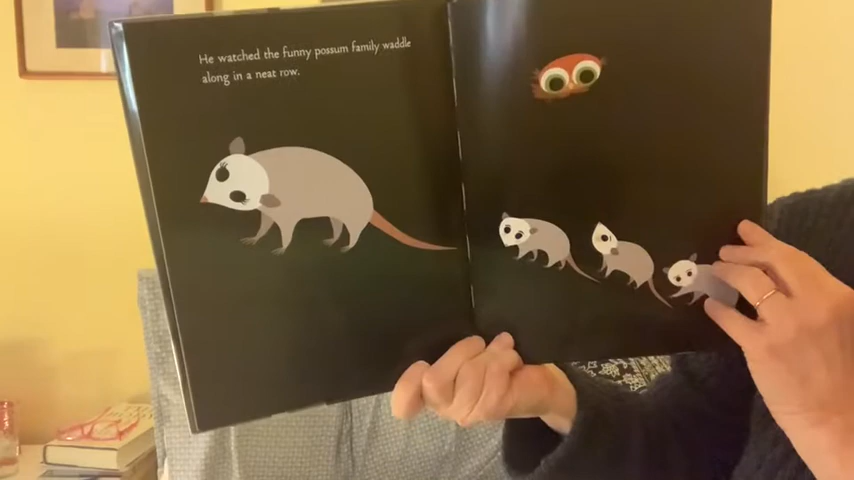 He watched the funny possum family waddle
along in a neat row.